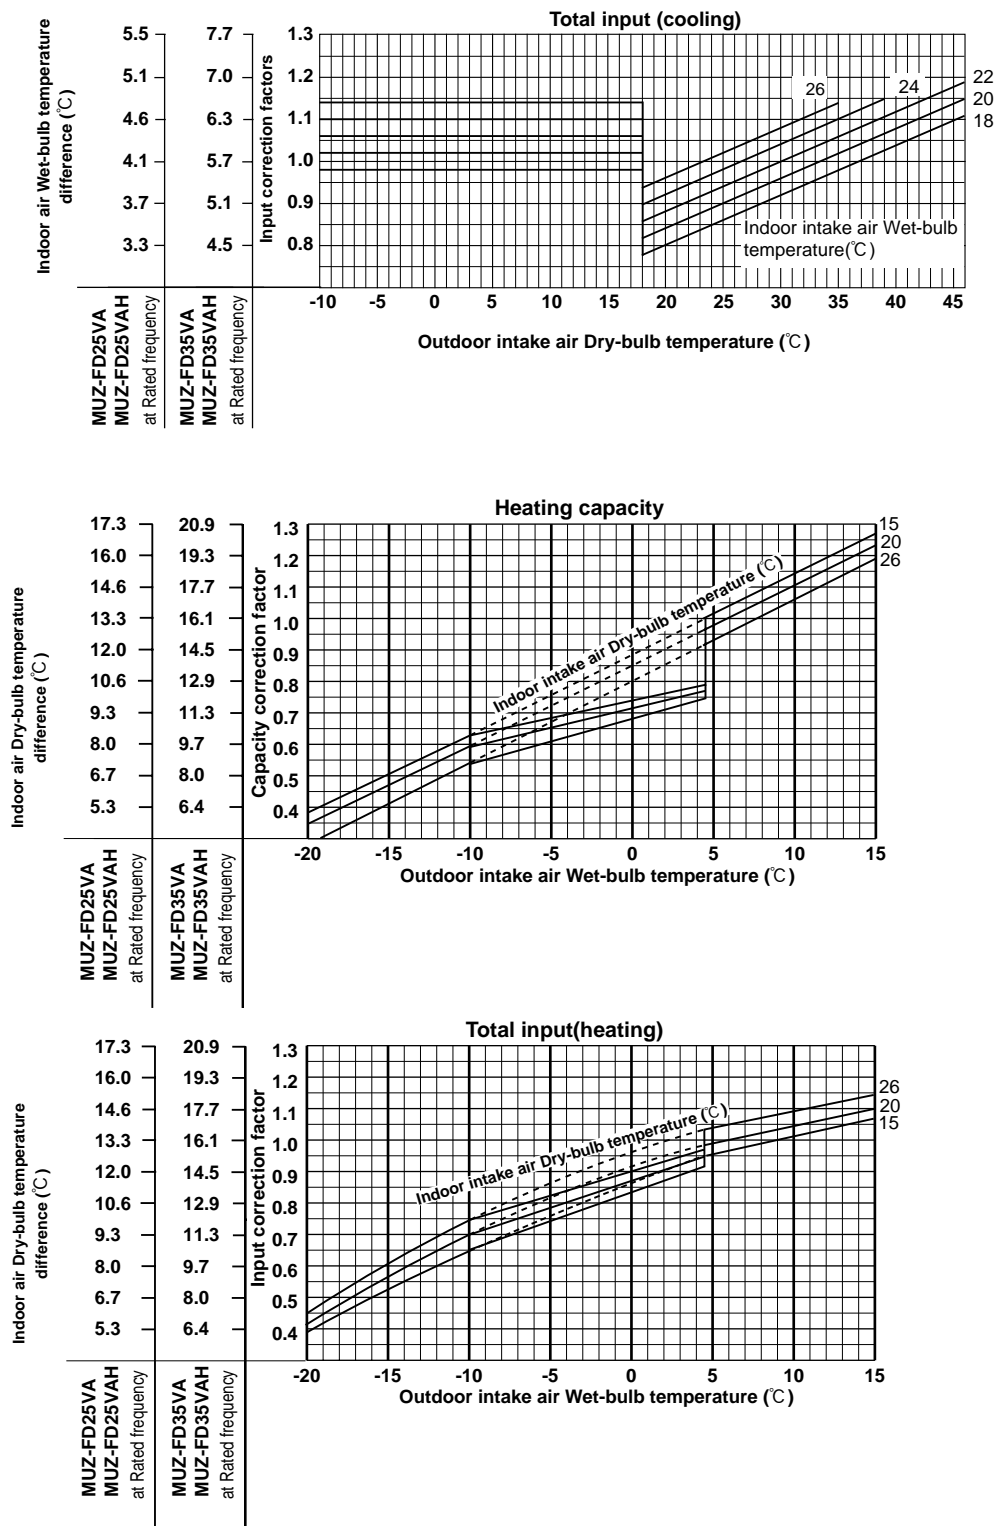 Total input (cooling)
Indoor air Wet-bulb temperature
difference (℃)
5.5
5.1
4.6
4.1
3.7
3.3
7.7
7.0
6.3
5.7
5.1
4.5
Input correction factors
1.3
1.2
1.1
1.0
0.9
0.8
26
24
22
20
18
Indoor intake air Wet-bulb
temperature(℃)
-10 -5 0 5 10 15 20 25 30 35 40 45
Outdoor intake air Dry-bulb temperature (℃)
MUZ-FD25VA
MUZ-FD25VAH
at Rated frequency
MUZ-FD35VA
MUZ-FD35VAH
at Rated frequency
Heating capacity
Indoor air Dry-bulb temperature
difference (℃)
17.3
16.0
14.6
13.3
12.0
10.6
9.3
8.0
6.7
5.3
20.9
19.3
17.7
16.1
14.5
12.9
11.3
9.7
8.0
6.4
Capacity correction factor
1.3
1.2
1.1
1.0
0.9
0.8
0.7
0.6
0.5
0.4
Indoor intake air Dry-bulb temperature (℃)
15
20
26
-20 -15 -10 -5 0 5 10 15
Outdoor intake air Wet-bulb temperature (℃)
MUZ-FD25VA
MUZ-FD25VAH
at Rated frequency
MUZ-FD35VA
MUZ-FD35VAH
at Rated frequency
Total input(heating)
Indoor air Dry-bulb temperature
difference (℃)
17.3
16.0
14.6
13.3
12.0
10.6
9.3
8.0
6.7
5.3
20.9
19.3
17.7
16.1
14.5
12.9
11.3
9.7
8.0
6.4
Input correction factor
1.3
1.2
1.1
1.0
0.9
0.8
0.7
0.6
0.5
0.4
Indoor intake air Dry-bulb temperature (℃)
26
20
15
-20 -15 -10 -5 0 5 10 15
Outdoor intake air Wet-bulb temperature (℃)
MUZ-FD25VA
MUZ-FD25VAH
at Rated frequency
MUZ-FD35VA
MUZ-FD35VAH
at Rated frequency